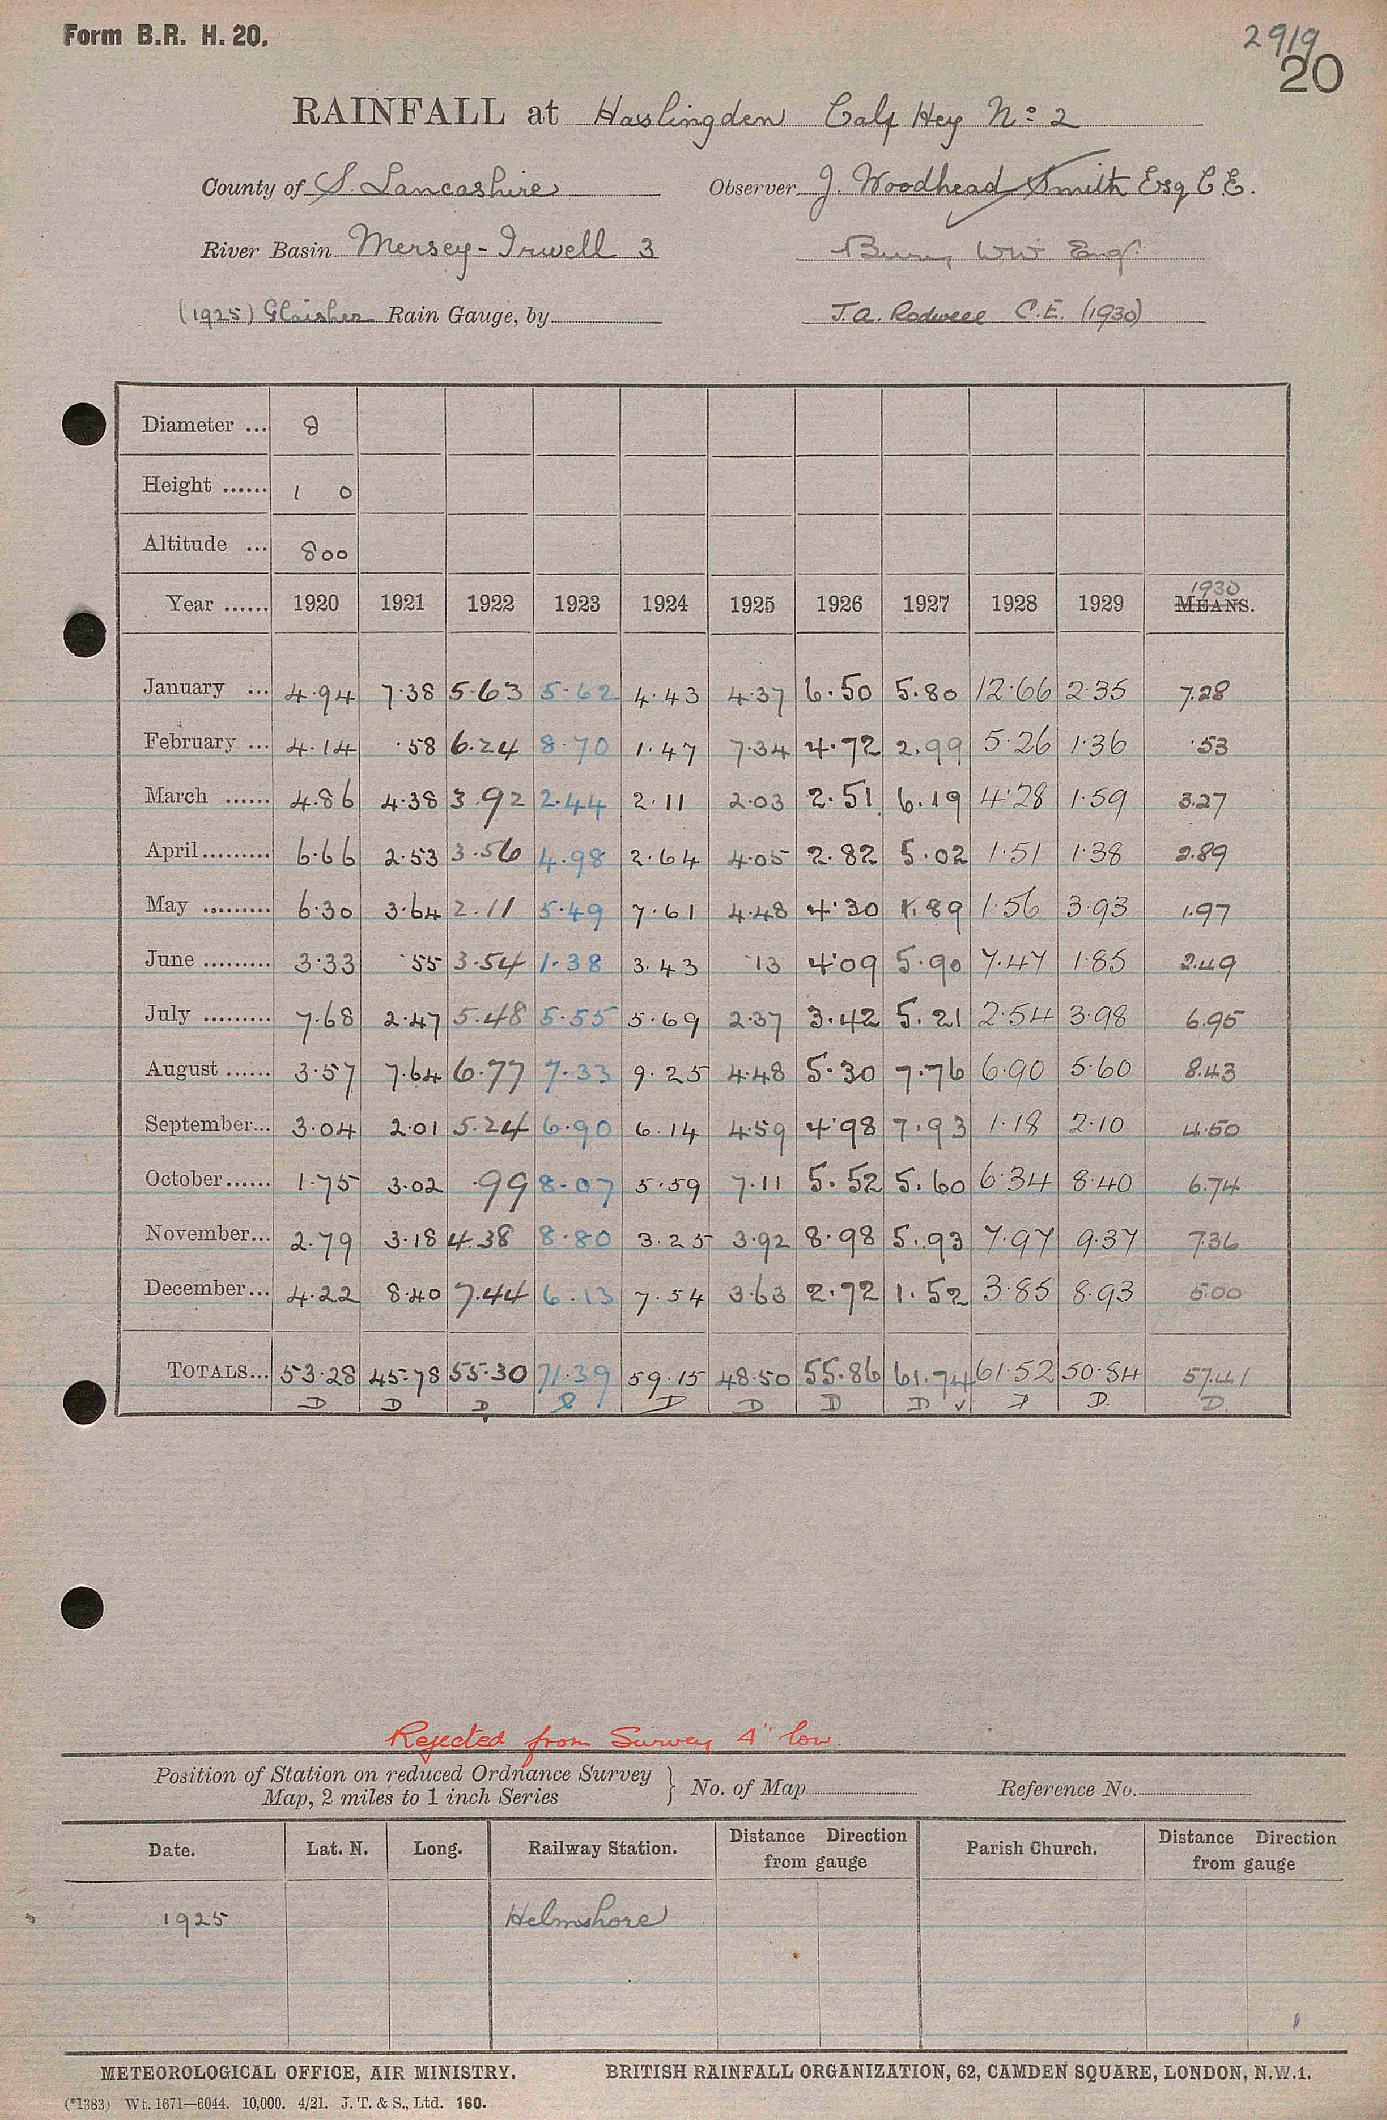 Form B.R. H. 20.
2919
20
RAINFALL at Haslingden Calf Hey No 2
County of S. Lancashire Observer J. Woodhead Smith Esq C.E.
River Basin Mersey-Irwell 3 Bury WW Engr.
(1925) Glaisher Rain Gauge, by J.A. Rodwell C.E. (1930)
Diameter ... 8
Height ...... 1 0
Altitude ... 800
1930
Year ...... 1920 1921 1922 1923 1924 1925 1926 1927 1928 1929 MEANS.
January ... 4.94 7.38 5.63 5.62 4.43 4.37 6.50 5.80 12.66 2.35 7.28
February ... 4.14 .58 6.24 8.70 1.47 7.34 4.72 2.99 5.26 1.36 .53
March ...... 4.86 4.38 3.92 2.44 2.11 2.03 2.51 6.19 4.28 1.59 3.27
April ......... 6.66 2.53 3.56 4.98 2.64 4.05 2.82 5.02 1.51 1.38 2.89
May ......... 6.30 3.64 2.11 5.49 7.61 4.48 4.30 1.89 1.56 3.93 1.97
June ......... 3.33 .55 3.54 1.38 3.43 .13 4.09 5.90 7.47 1.85 2.49
July ......... 7.68 2.47 5.48 5.55 5.69 2.37 3.42 5.21 2.54 3.98 6.95
August ...... 3.57 7.64 6.77 7.33 9.25 4.48 5.30 7.76 6.90 5.60 8.43
September... 3.04 2.01 5.24 6.90 6.14 4.59 4.98 7.93 1.18 2.10 4.50
October...... 1.75 3.02 .99 8.07 5.59 7.11 5.52 5.60 6.34 8.40 6.74
November... 2.79 3.18 4.38 8.80 3.25 3.92 8.98 5.93 7.97 9.37 7.36
December... 4.22 8.40 7.44 6.13 7.54 3.63 2.72 1.52 3.85 8.93 5.00
TOTALS... 53.28 45.78 55.30 71.39 59.15 48.50 55.86 61.74 61.52 50.84 57.41
D D D D D D D D D. D.
Rejected from Survey 4" low.
Position of Station on reduced Ordnance Survey
Map, 2 miles to 1 inch Series } No. of Map Reference No.
Date. Lat. N. Long. Railway Station. Distance Direction from gauge Parish Church. Distance Direction from gauge
1925 Helmshore
METEOROLOGICAL OFFICE, AIR MINISTRY. BRITISH RAINFALL ORGANIZATION, 62, CAMDEN SQUARE, LONDON, N.W.1.
(*1383) Wt. 1671—6044. 10,000. 4/21. J. T. & S., Ltd. 160.